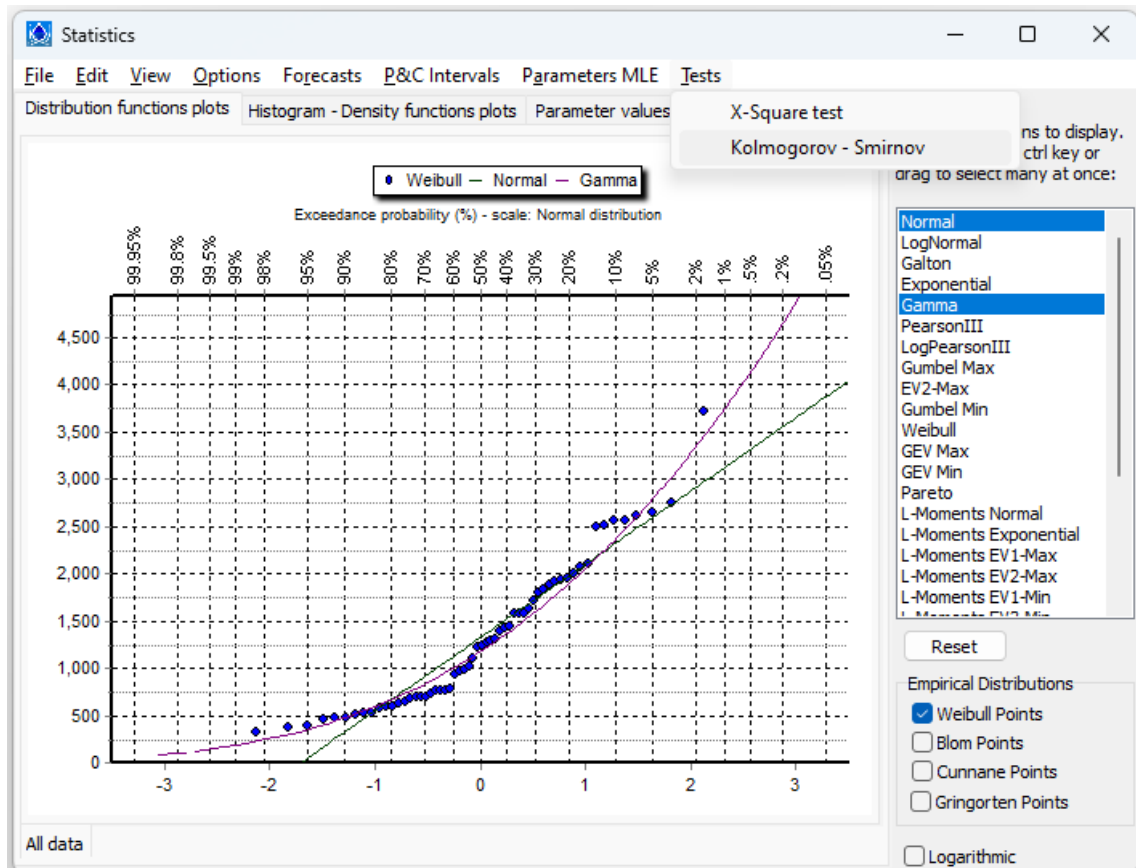 Statistics
File Edit View Options Forecasts P&C Intervals Parameters MLE Tests
Distribution functions plots Histogram - Density functions plots Parameter values
X-Square test
Kolmogorov - Smirnov
ns to display.
ctrl key or
drag to select many at once:
Weibull Normal Gamma
Exceedance probability (%) - scale: Normal distribution
99.95% 99.8% 99.5% 99% 98% 95% 90% 80% 70% 60% 50% 40% 30% 20% 10% 5% 2% 1% .5% .2% .05%
4,500
4,000
3,500
3,000
2,500
2,000
1,500
1,000
500
0
-3 -2 -1 0 1 2 3
All data
Normal
LogNormal
Galton
Exponential
Gamma
PearsonIII
LogPearsonIII
Gumbel Max
EV2-Max
Gumbel Min
Weibull
GEV Max
GEV Min
Pareto
L-Moments Normal
L-Moments Exponential
L-Moments EV1-Max
L-Moments EV2-Max
L-Moments EV1-Min
Reset
Empirical Distributions
Weibull Points
Blom Points
Cunnane Points
Gringorten Points
Logarithmic